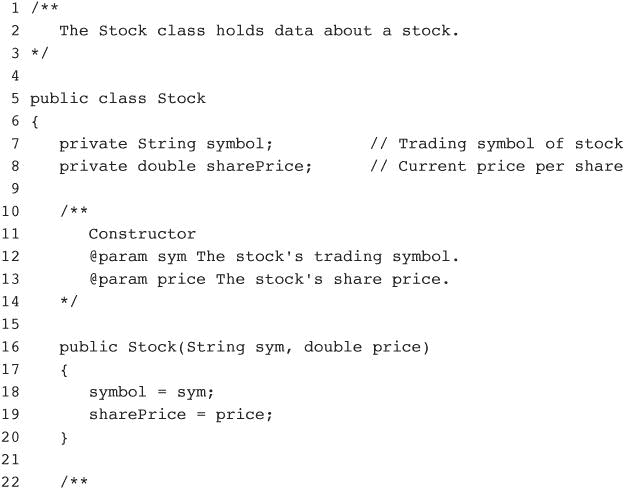 1 /**
2    The Stock class holds data about a stock.
3 */
4
5 public class Stock
6 {
7    private String symbol;          // Trading symbol of stock
8    private double sharePrice;      // Current price per share
9
10    /**
11       Constructor
12       @param sym The stock's trading symbol.
13       @param price The stock's share price.
14    */
15
16    public Stock(String sym, double price)
17    {
18       symbol = sym;
19       sharePrice = price;
20    }
21
22    /**